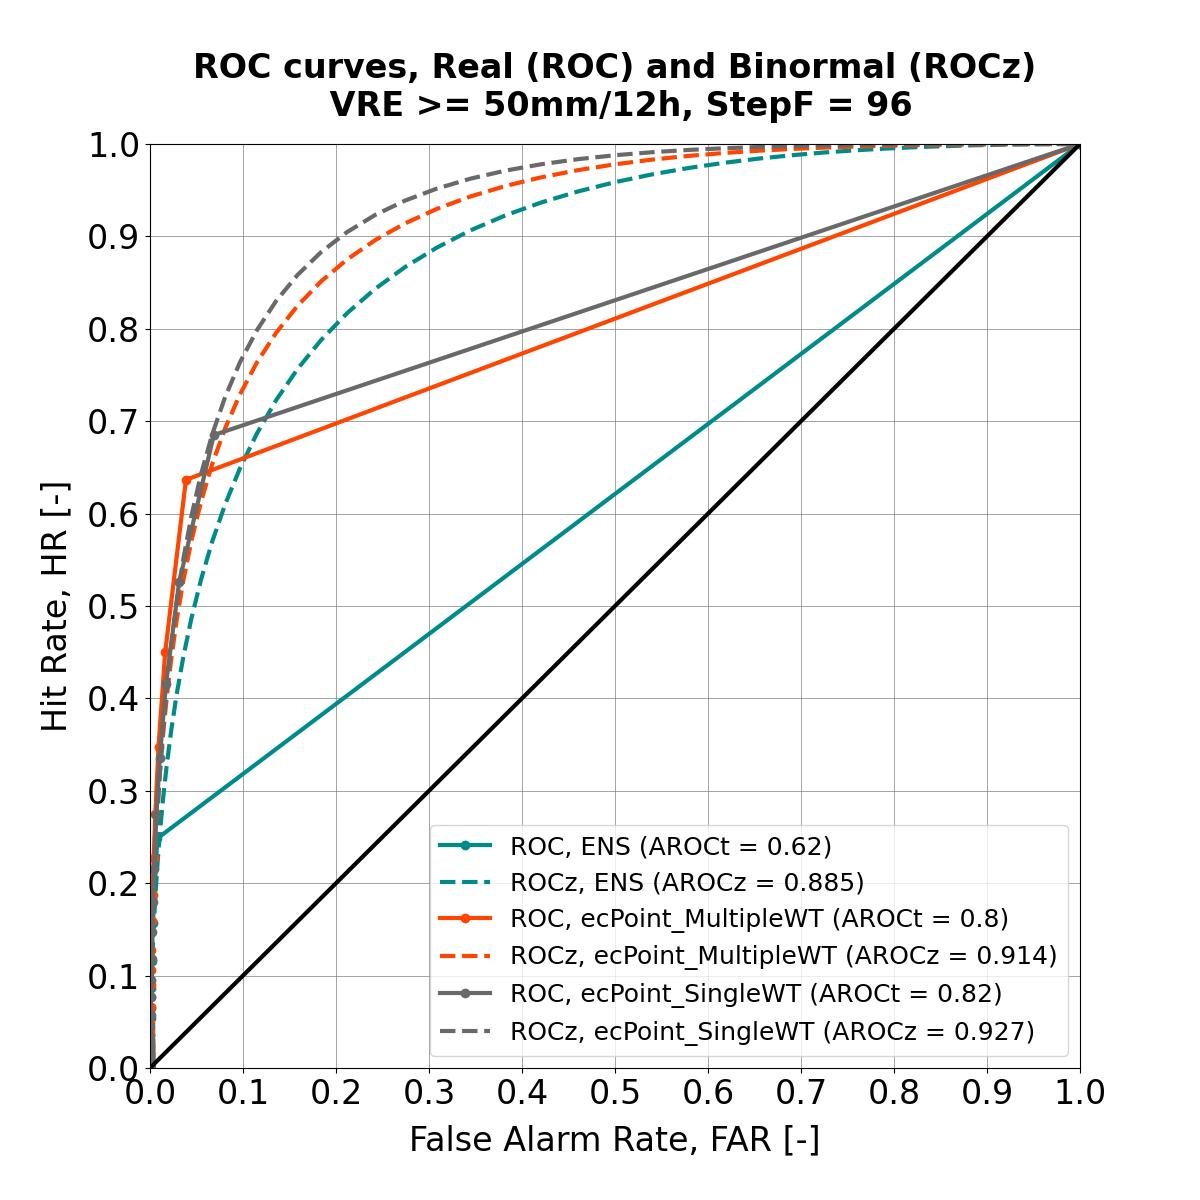 ROC curves, Real (ROC) and Binormal (ROCz)
VRE >= 50mm/12h, StepF = 96
1.0
0.9
0.8
0.7
0.6
0.5
0.4
0.3
0.2
0.1
0.0
Hit Rate, HR [-]
ROC, ENS (AROCt = 0.62)
ROCz, ENS (AROCz = 0.885)
ROC, ecPoint_MultipleWT (AROCt = 0.8)
ROCz, ecPoint_MultipleWT (AROCz = 0.914)
ROC, ecPoint_SingleWT (AROCt = 0.82)
ROCz, ecPoint_SingleWT (AROCz = 0.927)
0.0 0.1 0.2 0.3 0.4 0.5 0.6 0.7 0.8 0.9 1.0
False Alarm Rate, FAR [-]